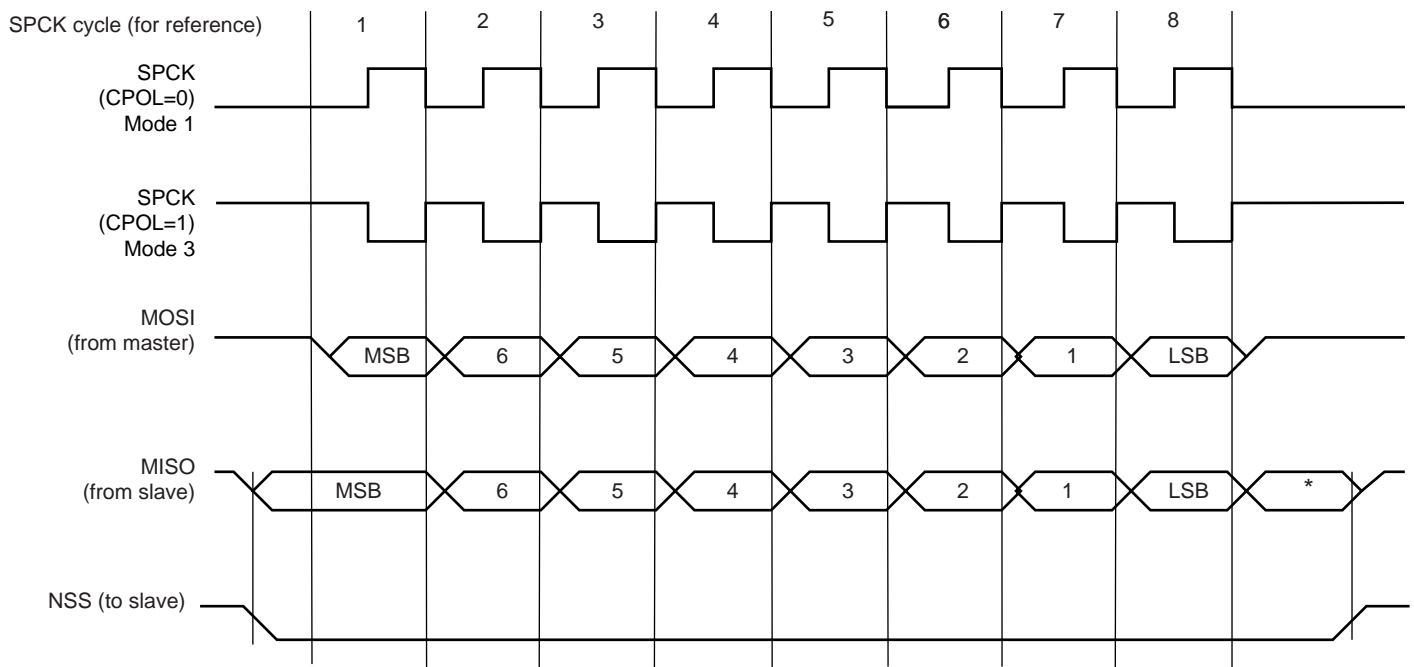 SPCK cycle (for reference) 1 2 3 4 5 6 7 8
SPCK
(CPOL=0)
Mode 1
SPCK
(CPOL=1)
Mode 3
MOSI
(from master)
MSB 6 5 4 3 2 1 LSB
MISO
(from slave)
MSB 6 5 4 3 2 1 LSB *
NSS (to slave)